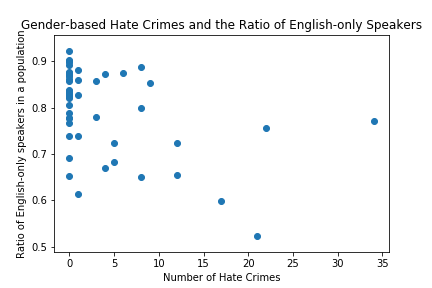 Gender-based Hate Crimes and the Ratio of English-only Speakers
Ratio of English-only speakers in a population
0.9
0.8
0.7
0.6
0.5
0 5 10 15 20 25 30 35
Number of Hate Crimes